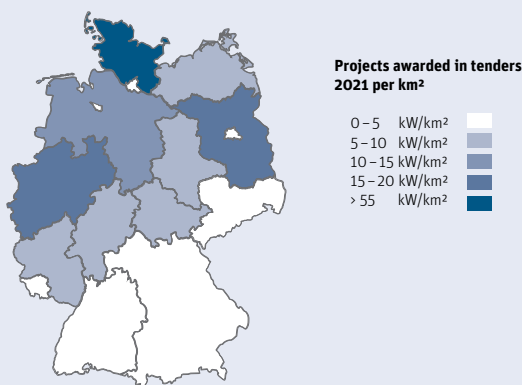 Projects awarded in tenders
2021 per km²
0–5 kW/km²
5–10 kW/km²
10–15 kW/km²
15–20 kW/km²
> 55 kW/km²